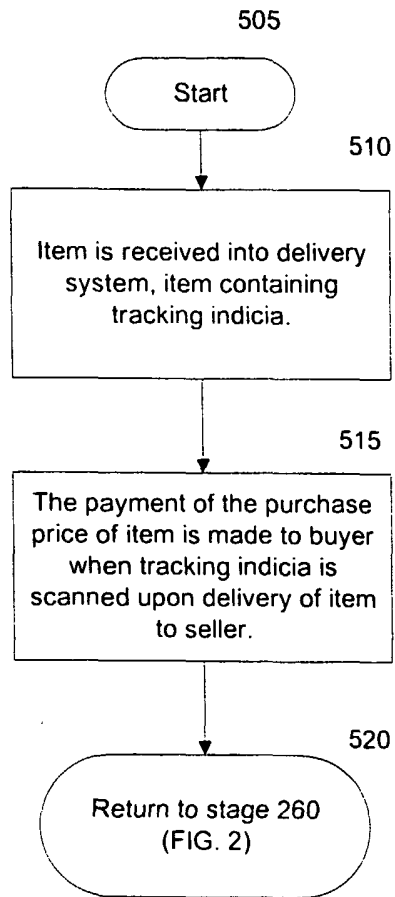 505
Start
510
Item is received into delivery
system, item containing
tracking indicia.
515
The payment of the purchase
price of item is made to buyer
when tracking indicia is
scanned upon delivery of item
to seller.
520
Return to stage 260
(FIG. 2)